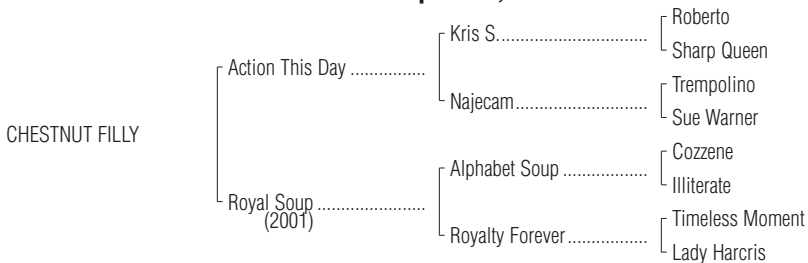 Roberto
Kris S.................................
Sharp Queen
Action This Day ................
Trempolino
Najecam.............................
Sue Warner
CHESTNUT FILLY
Cozzene
Alphabet Soup ..................
Illiterate
Royal Soup .......................
(2001)
Timeless Moment
Royalty Forever.................
Lady Harcris